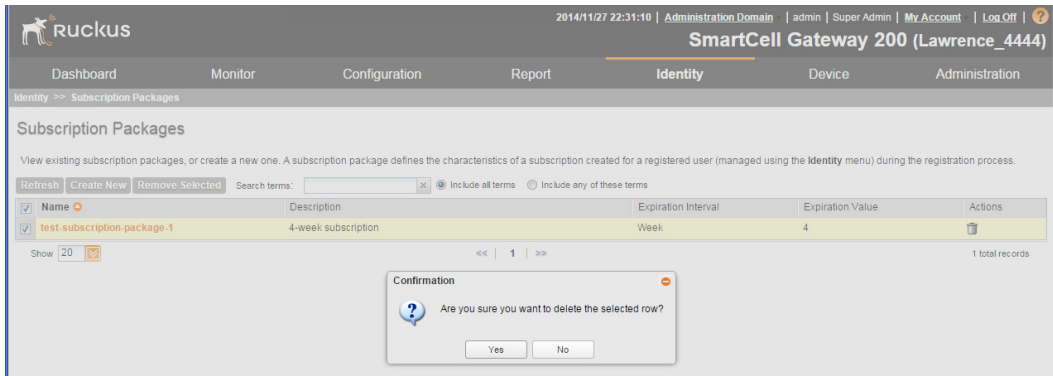 2014/11/27 22:31:10 | Administration Domain | admin | Super Admin | My Account | Log Off | ?
RUCKUS
SmartCell Gateway 200 (Lawrence_4444)
Dashboard Monitor Configuration Report Identity Device Administration
Identity >> Subscription Packages
Subscription Packages
View existing subscription packages, or create a new one. A subscription package defines the characteristics of a subscription created for a registered user (managed using the Identity menu) during the registration process.
Refresh Create New Remove Selected Search terms: x Include all terms Include any of these terms
Name Description Expiration Interval Expiration Value Actions
test-subscription-package-1 4-week subscription Week 4
Show 20 << | 1 | >> 1 total records
Confirmation
? Are you sure you want to delete the selected row?
Yes No